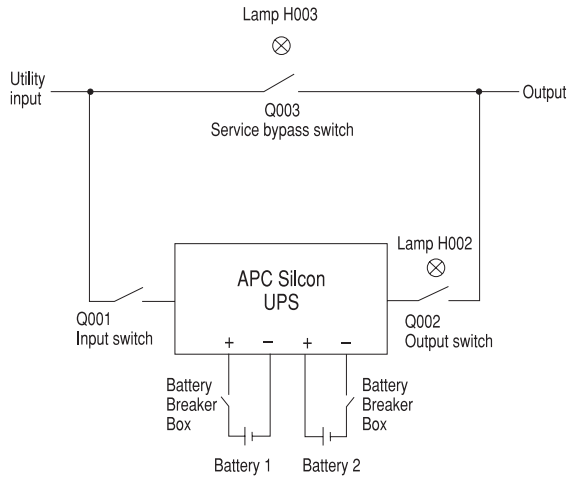 Lamp H003
Utility
input
Output
Q003
Service bypass switch
Lamp H002
APC Silcon
UPS
Q001
Input switch
Q002
Output switch
+ – + –
Battery
Breaker
Box
Battery
Breaker
Box
Battery 1
Battery 2